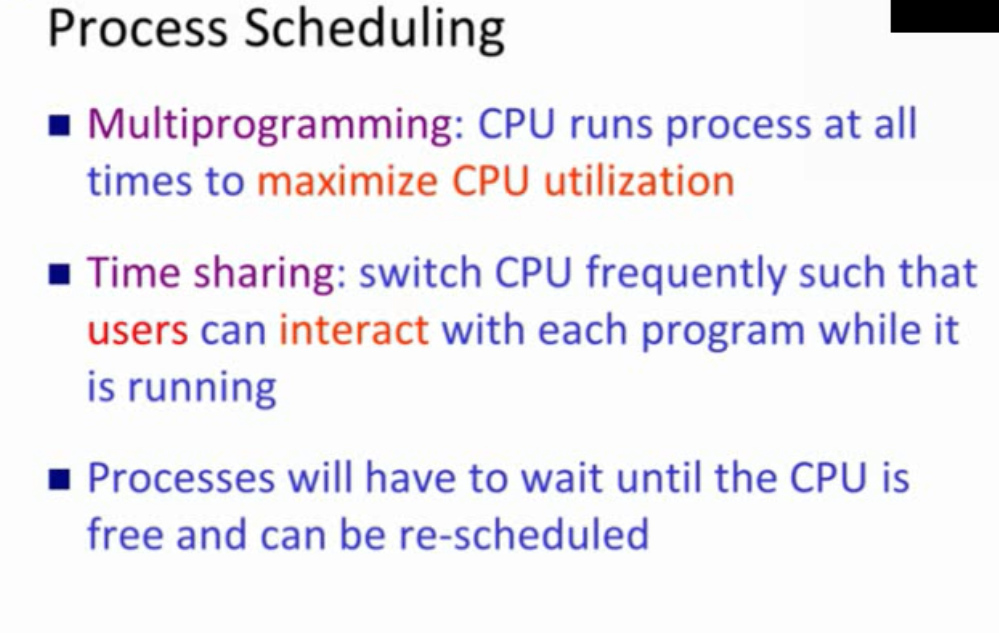 Process Scheduling
■ Multiprogramming: CPU runs process at all
times to maximize CPU utilization
■ Time sharing: switch CPU frequently such that
users can interact with each program while it
is running
■ Processes will have to wait until the CPU is
free and can be re-scheduled